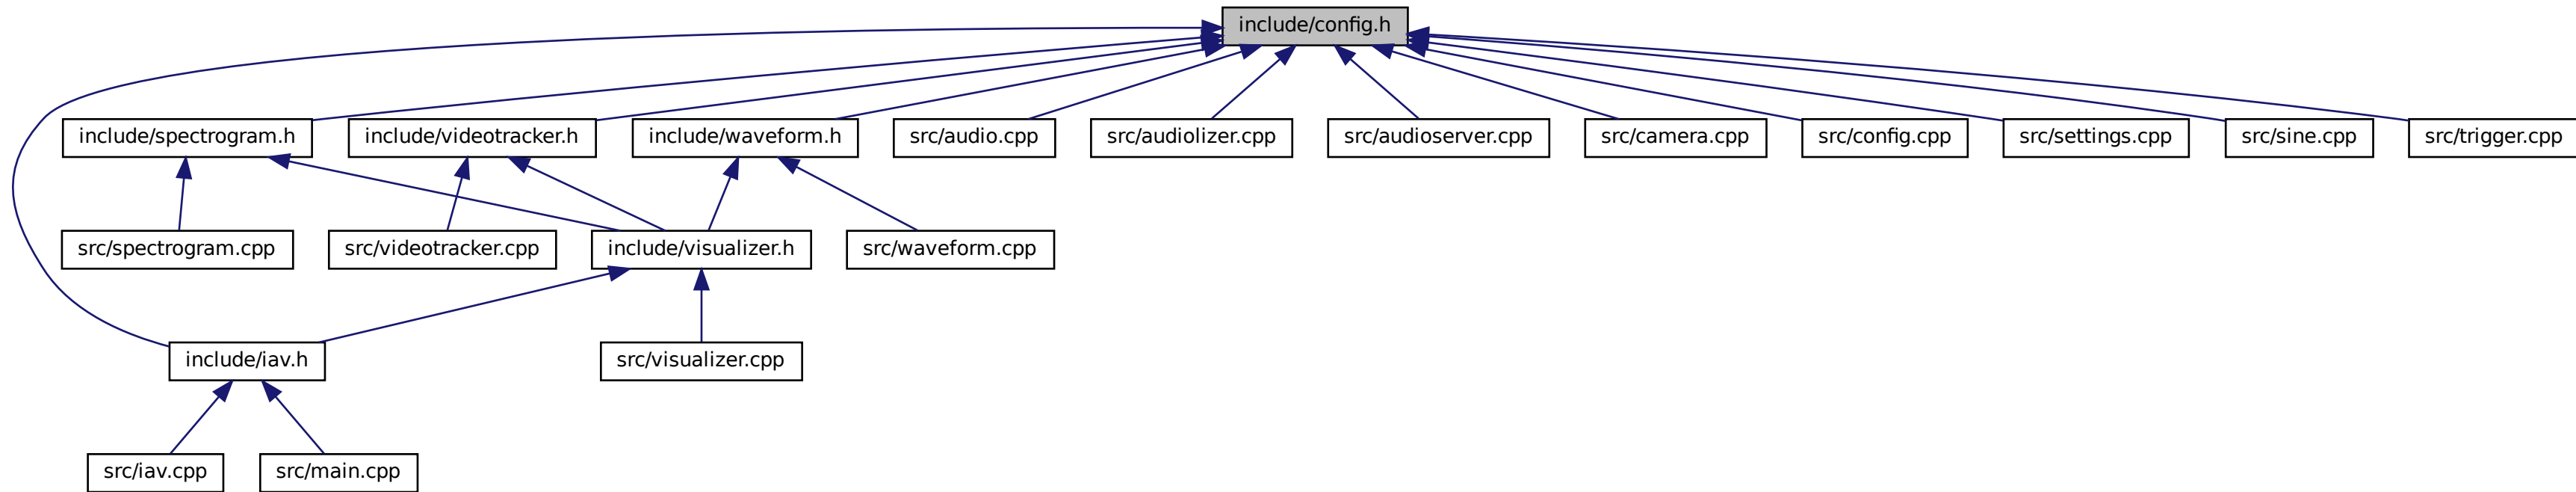 include/config.h
include/spectrogram.h
include/videotracker.h
include/waveform.h
src/audio.cpp
src/audiolizer.cpp
src/audioserver.cpp
src/camera.cpp
src/config.cpp
src/settings.cpp
src/sine.cpp
src/trigger.cpp
src/spectrogram.cpp
src/videotracker.cpp
include/visualizer.h
src/waveform.cpp
include/iav.h
src/visualizer.cpp
src/iav.cpp
src/main.cpp